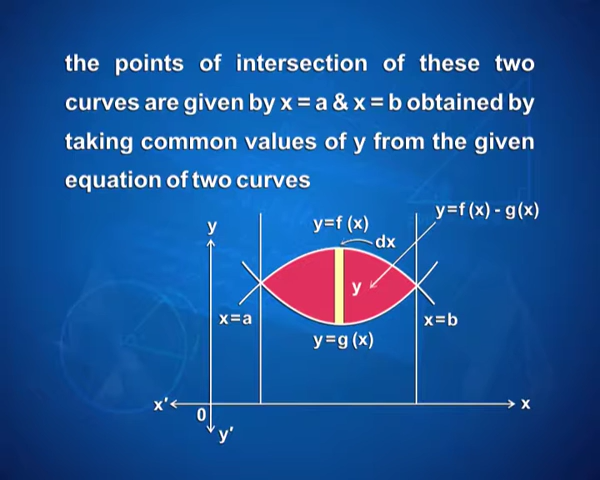 the points of intersection of these two
curves are given by x = a & x = b obtained by
taking common values of y from the given
equation of two curves
y=f (x) - g(x)
y
y=f (x)
dx
y
x=a
x=b
y=g (x)
x'
x
0
y'